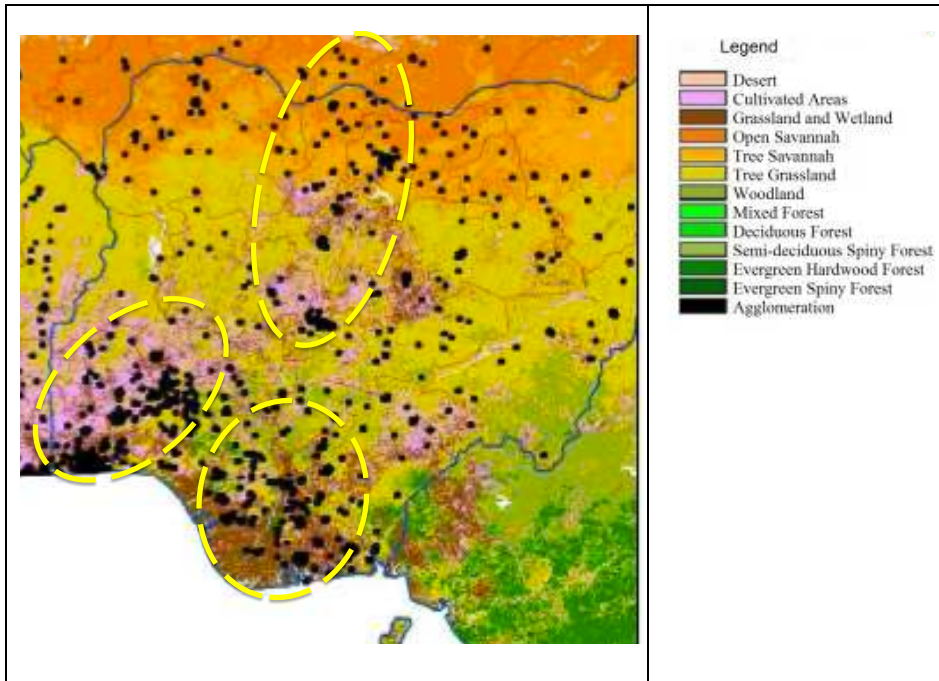 Legend
Desert
Cultivated Areas
Grassland and Wetland
Open Savannah
Tree Savannah
Tree Grassland
Woodland
Mixed Forest
Deciduous Forest
Semi-deciduous Spiny Forest
Evergreen Hardwood Forest
Evergreen Spiny Forest
Agglomeration